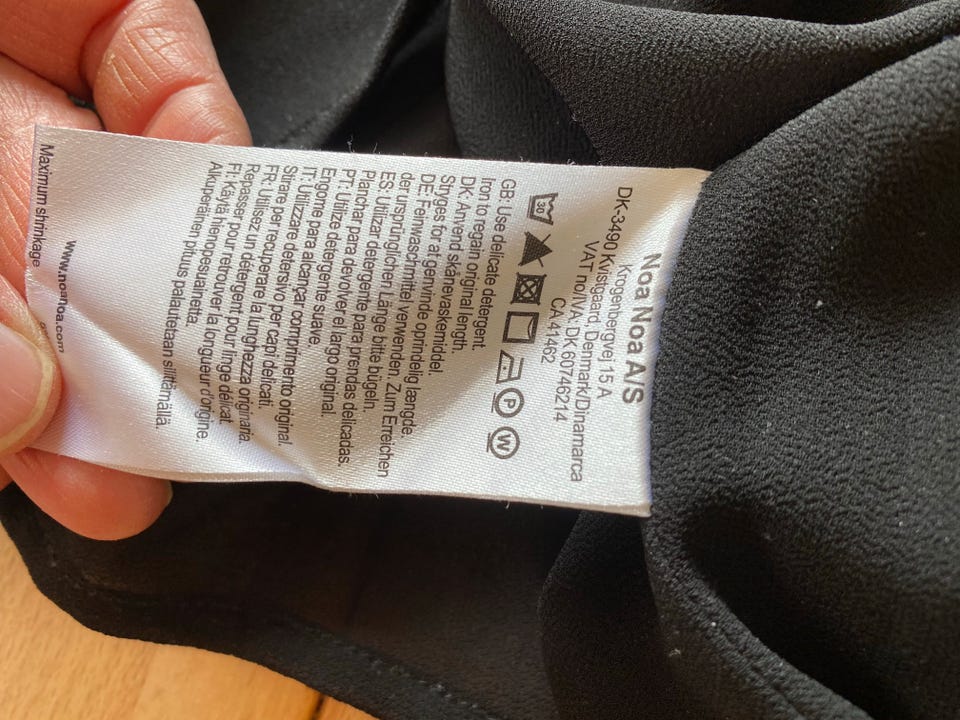 Noa Noa A/S
Krogenbergvej 15 A
DK-3490 Kvistgaard, Denmark/Dinamarca
VAT no/IVA: DK 60746214
CA 41462
30 P W
GB: Use delicate detergent.
Iron to regain original length.
DK: Anvend skånevaskemiddel.
Stryges for at genvinde oprindelig længde.
DE: Feinwaschmittel verwenden. Zum Erreichen
der ursprünglichen Länge bitte bügeln.
ES: Utilizar detergente para prendas delicadas.
Planchar para devolver el largo original.
PT: Utilize detergente suave.
Engome para alcançar comprimento original.
IT: Utilizzare detersivo per capi delicati.
Stirare per recuperare la lunghezza originaria.
FR: Utilisez un détergent pour linge délicat.
Repasser pour retrouver la longueur d'origine.
FI: Käytä hienopesuainetta.
Alkuperäinen pituus palautetaan silittämällä.
www.noanoa.com
Maximum shrinkage